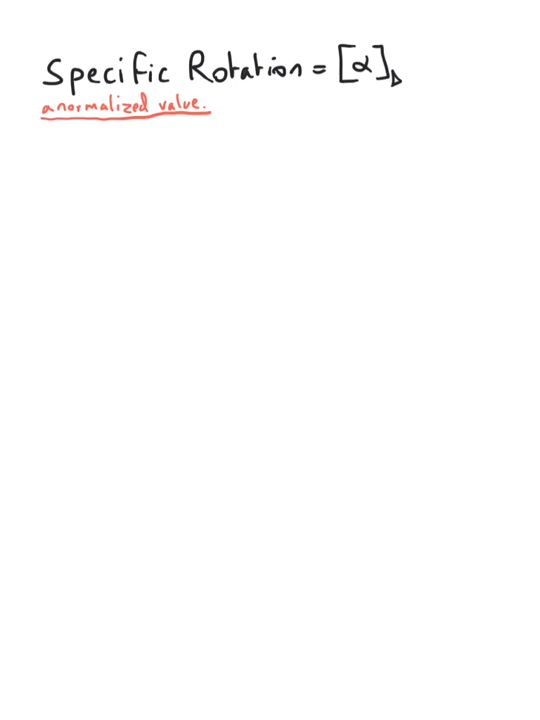 Specific Rotation = [α]D
a normalized value.